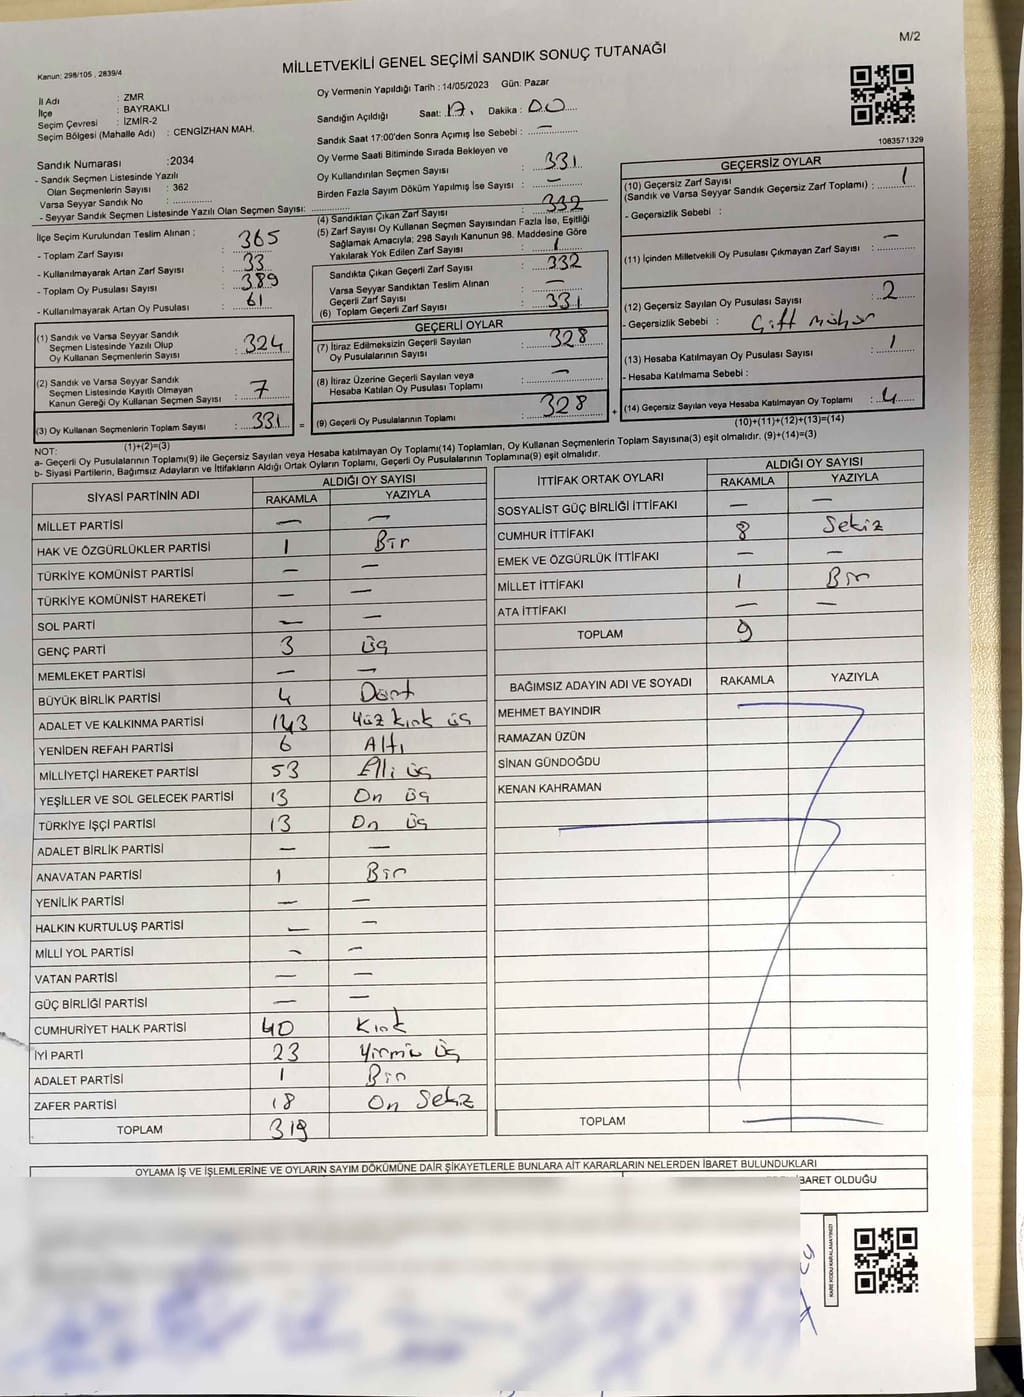 M/2
Kanun: 298/105 , 2839/4
MİLLETVEKİLİ GENEL SEÇİMİ SANDIK SONUÇ TUTANAĞI
İl Adı : ZMR
İlçe : BAYRAKLI
Seçim Çevresi : İZMİR-2
Seçim Bölgesi (Mahalle Adı) : CENGİZHAN MAH.
Oy Vermenin Yapıldığı Tarih : 14/05/2023 Gün: Pazar
Sandığın Açıldığı Saat: 17. Dakika : 00
Sandık Saat 17:00'den Sonra Açımış İse Sebebi : —
1083571329
Sandık Numarası :2034
- Sandık Seçmen Listesinde Yazılı
Olan Seçmenlerin Sayısı : 362
Varsa Seyyar Sandık No :
- Seyyar Sandık Seçmen Listesinde Yazılı Olan Seçmen Sayısı:
Oy Verme Saati Bitiminde Sırada Bekleyen ve
Oy Kullandırılan Seçmen Sayısı : 331
Birden Fazla Sayım Döküm Yapılmış İse Sayısı : —
İlçe Seçim Kurulundan Teslim Alınan ;
- Toplam Zarf Sayısı : 365
- Kullanılmayarak Artan Zarf Sayısı : 33
- Toplam Oy Pusulası Sayısı : 389
- Kullanılmayarak Artan Oy Pusulası : 61
(4) Sandıktan Çıkan Zarf Sayısı : 332
(5) Zarf Sayısı Oy Kullanan Seçmen Sayısından Fazla İse, Eşitliği
Sağlamak Amacıyla; 298 Sayılı Kanunun 98. Maddesine Göre
Yakılarak Yok Edilen Zarf Sayısı : 1
Sandıkta Çıkan Geçerli Zarf Sayısı : 332
Varsa Seyyar Sandıktan Teslim Alınan
Geçerli Zarf Sayısı : —
(6) Toplam Geçerli Zarf Sayısı : 331
GEÇERLİ OYLAR
(7) İtiraz Edilmeksizin Geçerli Sayılan
Oy Pusulalarının Sayısı : 328
(8) İtiraz Üzerine Geçerli Sayılan veya
Hesaba Katılan Oy Pusulası Toplamı : —
(9) Geçerli Oy Pusulalarının Toplamı : 328
GEÇERSİZ OYLAR
(10) Geçersiz Zarf Sayısı
(Sandık ve Varsa Seyyar Sandık Geçersiz Zarf Toplamı) : 1
- Geçersizlik Sebebi :
(11) İçinden Milletvekili Oy Pusulası Çıkmayan Zarf Sayısı : —
(12) Geçersiz Sayılan Oy Pusulası Sayısı : 2
- Geçersizlik Sebebi : Çift Mühür
(13) Hesaba Katılmayan Oy Pusulası Sayısı : 1
- Hesaba Katılmama Sebebi :
(14) Geçersiz Sayılan veya Hesaba Katılmayan Oy Toplamı : 4
(10)+(11)+(12)+(13)=(14)
(1) Sandık ve Varsa Seyyar Sandık
Seçmen Listesinde Yazılı Olup
Oy Kullanan Seçmenlerin Sayısı : 324
(2) Sandık ve Varsa Seyyar Sandık
Seçmen Listesinde Kayıtlı Olmayan
Kanun Gereği Oy Kullanan Seçmen Sayısı : 7
(3) Oy Kullanan Seçmenlerin Toplam Sayısı : 331 =
(1)+(2)=(3)
NOT:
a- Geçerli Oy Pusulalarının Toplamı(9) ile Geçersiz Sayılan veya Hesaba katılmayan Oy Toplamı(14) Toplamları, Oy Kullanan Seçmenlerin Toplam Sayısına(3) eşit olmalıdır. (9)+(14)=(3)
b- Siyasi Partilerin, Bağımsız Adayların ve İttifakların Aldığı Ortak Oyların Toplamı, Geçerli Oy Pusulalarının Toplamına(9) eşit olmalıdır.
SİYASİ PARTİNİN ADI ALDIĞI OY SAYISI
RAKAMLA YAZIYLA
MİLLET PARTİSİ — —
HAK VE ÖZGÜRLÜKLER PARTİSİ 1 Bir
TÜRKİYE KOMÜNİST PARTİSİ — —
TÜRKİYE KOMÜNİST HAREKETİ — —
SOL PARTİ — —
GENÇ PARTİ 3 üç
MEMLEKET PARTİSİ — —
BÜYÜK BİRLİK PARTİSİ 4 Dört
ADALET VE KALKINMA PARTİSİ 143 Yüz kırk üç
YENİDEN REFAH PARTİSİ 6 Altı
MİLLİYETÇİ HAREKET PARTİSİ 53 Elli üç
YEŞİLLER VE SOL GELECEK PARTİSİ 13 On üç
TÜRKİYE İŞÇİ PARTİSİ 13 On üç
ADALET BİRLİK PARTİSİ — —
ANAVATAN PARTİSİ 1 Bir
YENİLİK PARTİSİ — —
HALKIN KURTULUŞ PARTİSİ — —
MİLLİ YOL PARTİSİ — —
VATAN PARTİSİ — —
GÜÇ BİRLİĞİ PARTİSİ — —
CUMHURİYET HALK PARTİSİ 40 Kırk
İYİ PARTİ 23 Yirmi üç
ADALET PARTİSİ 1 Bir
ZAFER PARTİSİ 18 On Sekiz
TOPLAM 319
İTTİFAK ORTAK OYLARI ALDIĞI OY SAYISI
RAKAMLA YAZIYLA
SOSYALİST GÜÇ BİRLİĞİ İTTİFAKI — —
CUMHUR İTTİFAKI 8 Sekiz
EMEK VE ÖZGÜRLÜK İTTİFAKI — —
MİLLET İTTİFAKI 1 Bir
ATA İTTİFAKI — —
TOPLAM 9
BAĞIMSIZ ADAYIN ADI VE SOYADI RAKAMLA YAZIYLA
MEHMET BAYINDIR
RAMAZAN ÜZÜN
SİNAN GÜNDOĞDU
KENAN KAHRAMAN
TOPLAM
OYLAMA İŞ VE İŞLEMLERİNE VE OYLARIN SAYIM DÖKÜMÜNE DAİR ŞİKAYETLERLE BUNLARA AİT KARARLARIN NELERDEN İBARET BULUNDUKLARI
BARET OLDUĞU
KARE KODU KARALAMAYINIZ!